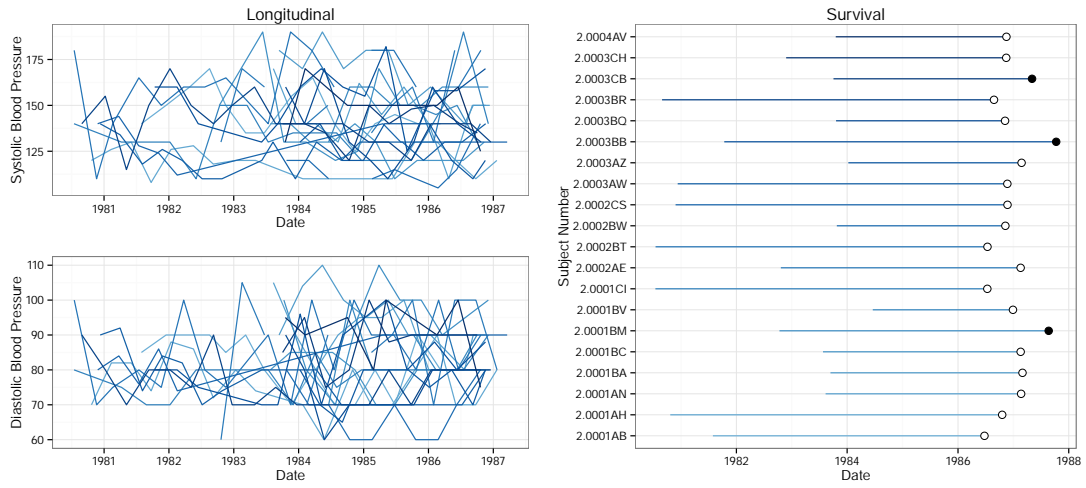 Longitudinal
Systolic Blood Pressure
175
150
125
1981 1982 1983 1984 1985 1986 1987
Date
Diastolic Blood Pressure
110
100
90
80
70
60
1981 1982 1983 1984 1985 1986 1987
Date
Survival
Subject Number
2.0004AV
2.0003CH
2.0003CB
2.0003BR
2.0003BQ
2.0003BB
2.0003AZ
2.0003AW
2.0002CS
2.0002BW
2.0002BT
2.0002AE
2.0001CI
2.0001BV
2.0001BM
2.0001BC
2.0001BA
2.0001AN
2.0001AH
2.0001AB
1982 1984 1986 1988
Date